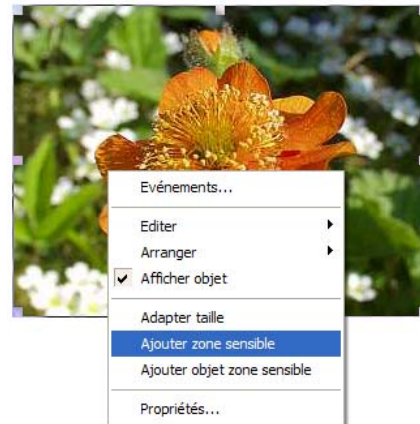 Evénements...
Editer
Arranger
Afficher objet
Adapter taille
Ajouter zone sensible
Ajouter objet zone sensible
Propriétés...